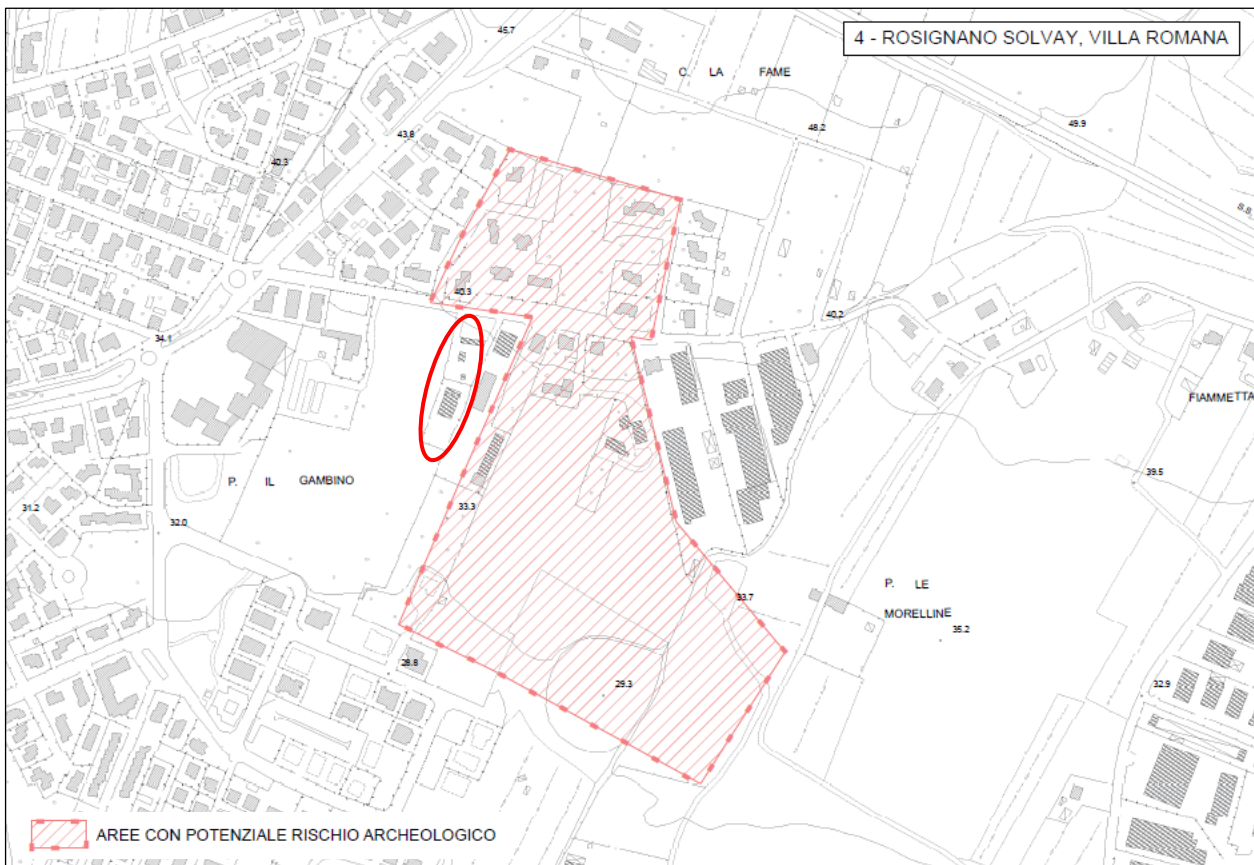 4 - ROSIGNANO SOLVAY, VILLA ROMANA
45.7
C. LA FAME
49.9
48.2
43.8
40.3
S.S.
40.3
40.2
34.1
FIAMMETTA
39.5
P. IL GAMBINO
33.3
31.2
32.0
P. LE
33.7
MORELLINE
35.2
28.8
29.3
32.9
AREE CON POTENZIALE RISCHIO ARCHEOLOGICO